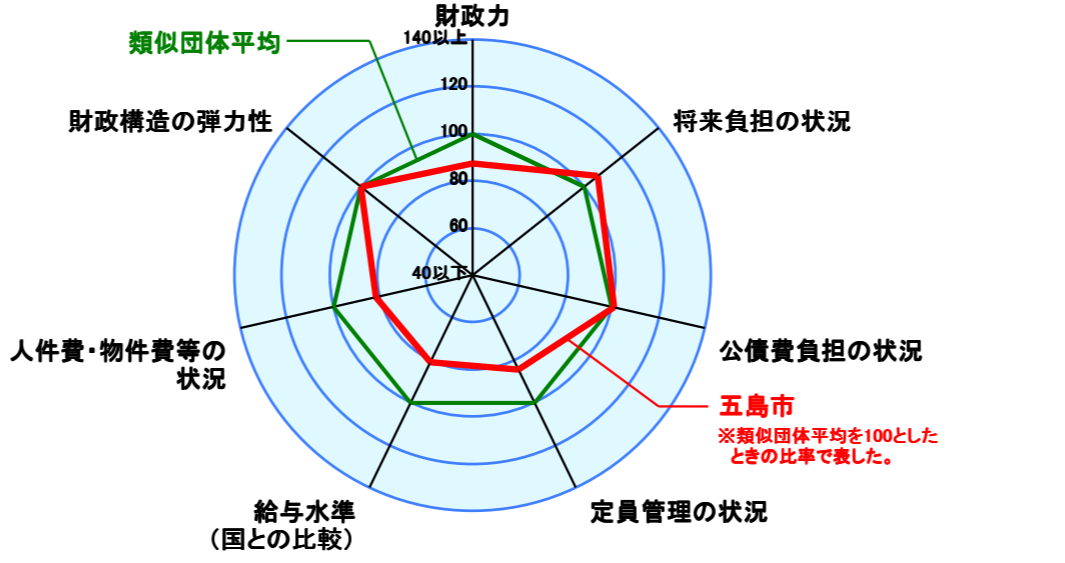 財政力
類似団体平均
140以上
120
100
80
60
40以下
財政構造の弾力性
将来負担の状況
人件費・物件費等の
状況
公債費負担の状況
五島市
※類似団体平均を100とした
ときの比率で表した。
給与水準
（国との比較）
定員管理の状況